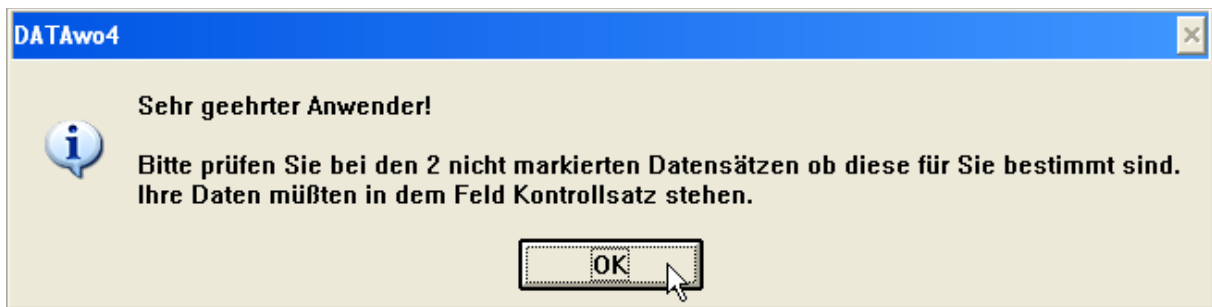 DATAwo4
Sehr geehrter Anwender!
Bitte prüfen Sie bei den 2 nicht markierten Datensätzen ob diese für Sie bestimmt sind.
Ihre Daten müßten in dem Feld Kontrollsatz stehen.
OK